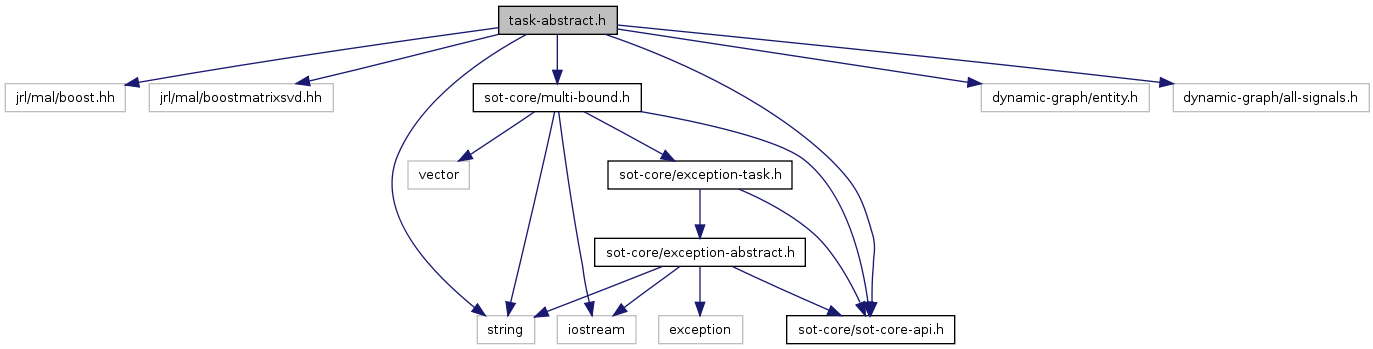 task-abstract.h
jrl/mal/boost.hh
jrl/mal/boostmatrixsvd.hh
sot-core/multi-bound.h
dynamic-graph/entity.h
dynamic-graph/all-signals.h
vector
sot-core/exception-task.h
sot-core/exception-abstract.h
string
iostream
exception
sot-core/sot-core-api.h